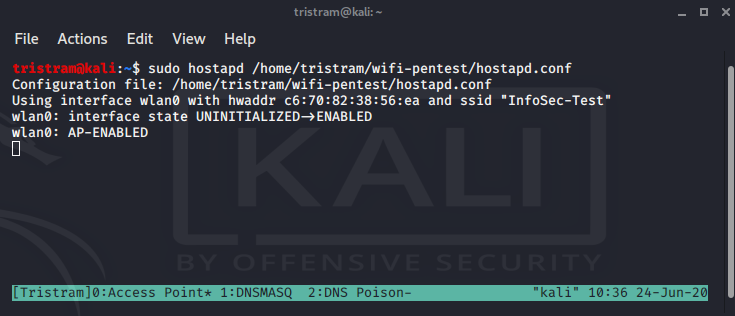 tristram@kali: ~
File Actions Edit View Help
tristram@kali:~$ sudo hostapd /home/tristram/wifi-pentest/hostapd.conf
Configuration file: /home/tristram/wifi-pentest/hostapd.conf
Using interface wlan0 with hwaddr c6:70:82:38:56:ea and ssid "InfoSec-Test"
wlan0: interface state UNINITIALIZED→ENABLED
wlan0: AP-ENABLED
KALI
BY OFFENSIVE SECURITY
[Tristram]0:Access Point* 1:DNSMASQ 2:DNS Poison- "kali" 10:36 24-Jun-20